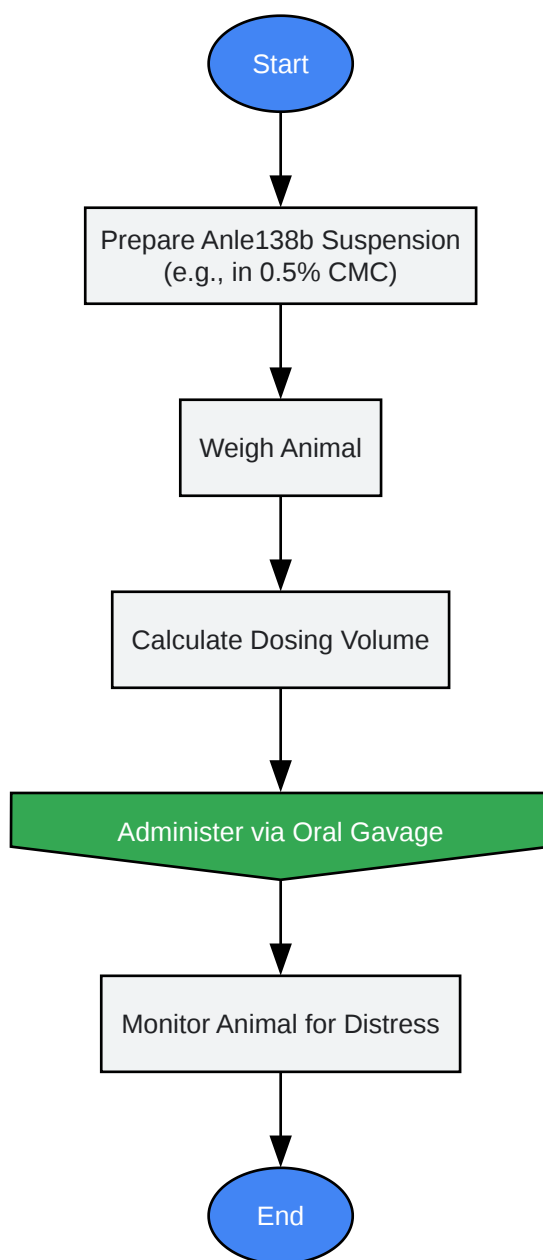 Start
Prepare Anle138b Suspension
(e.g., in 0.5% CMC)
Weigh Animal
Calculate Dosing Volume
Administer via Oral Gavage
Monitor Animal for Distress
End